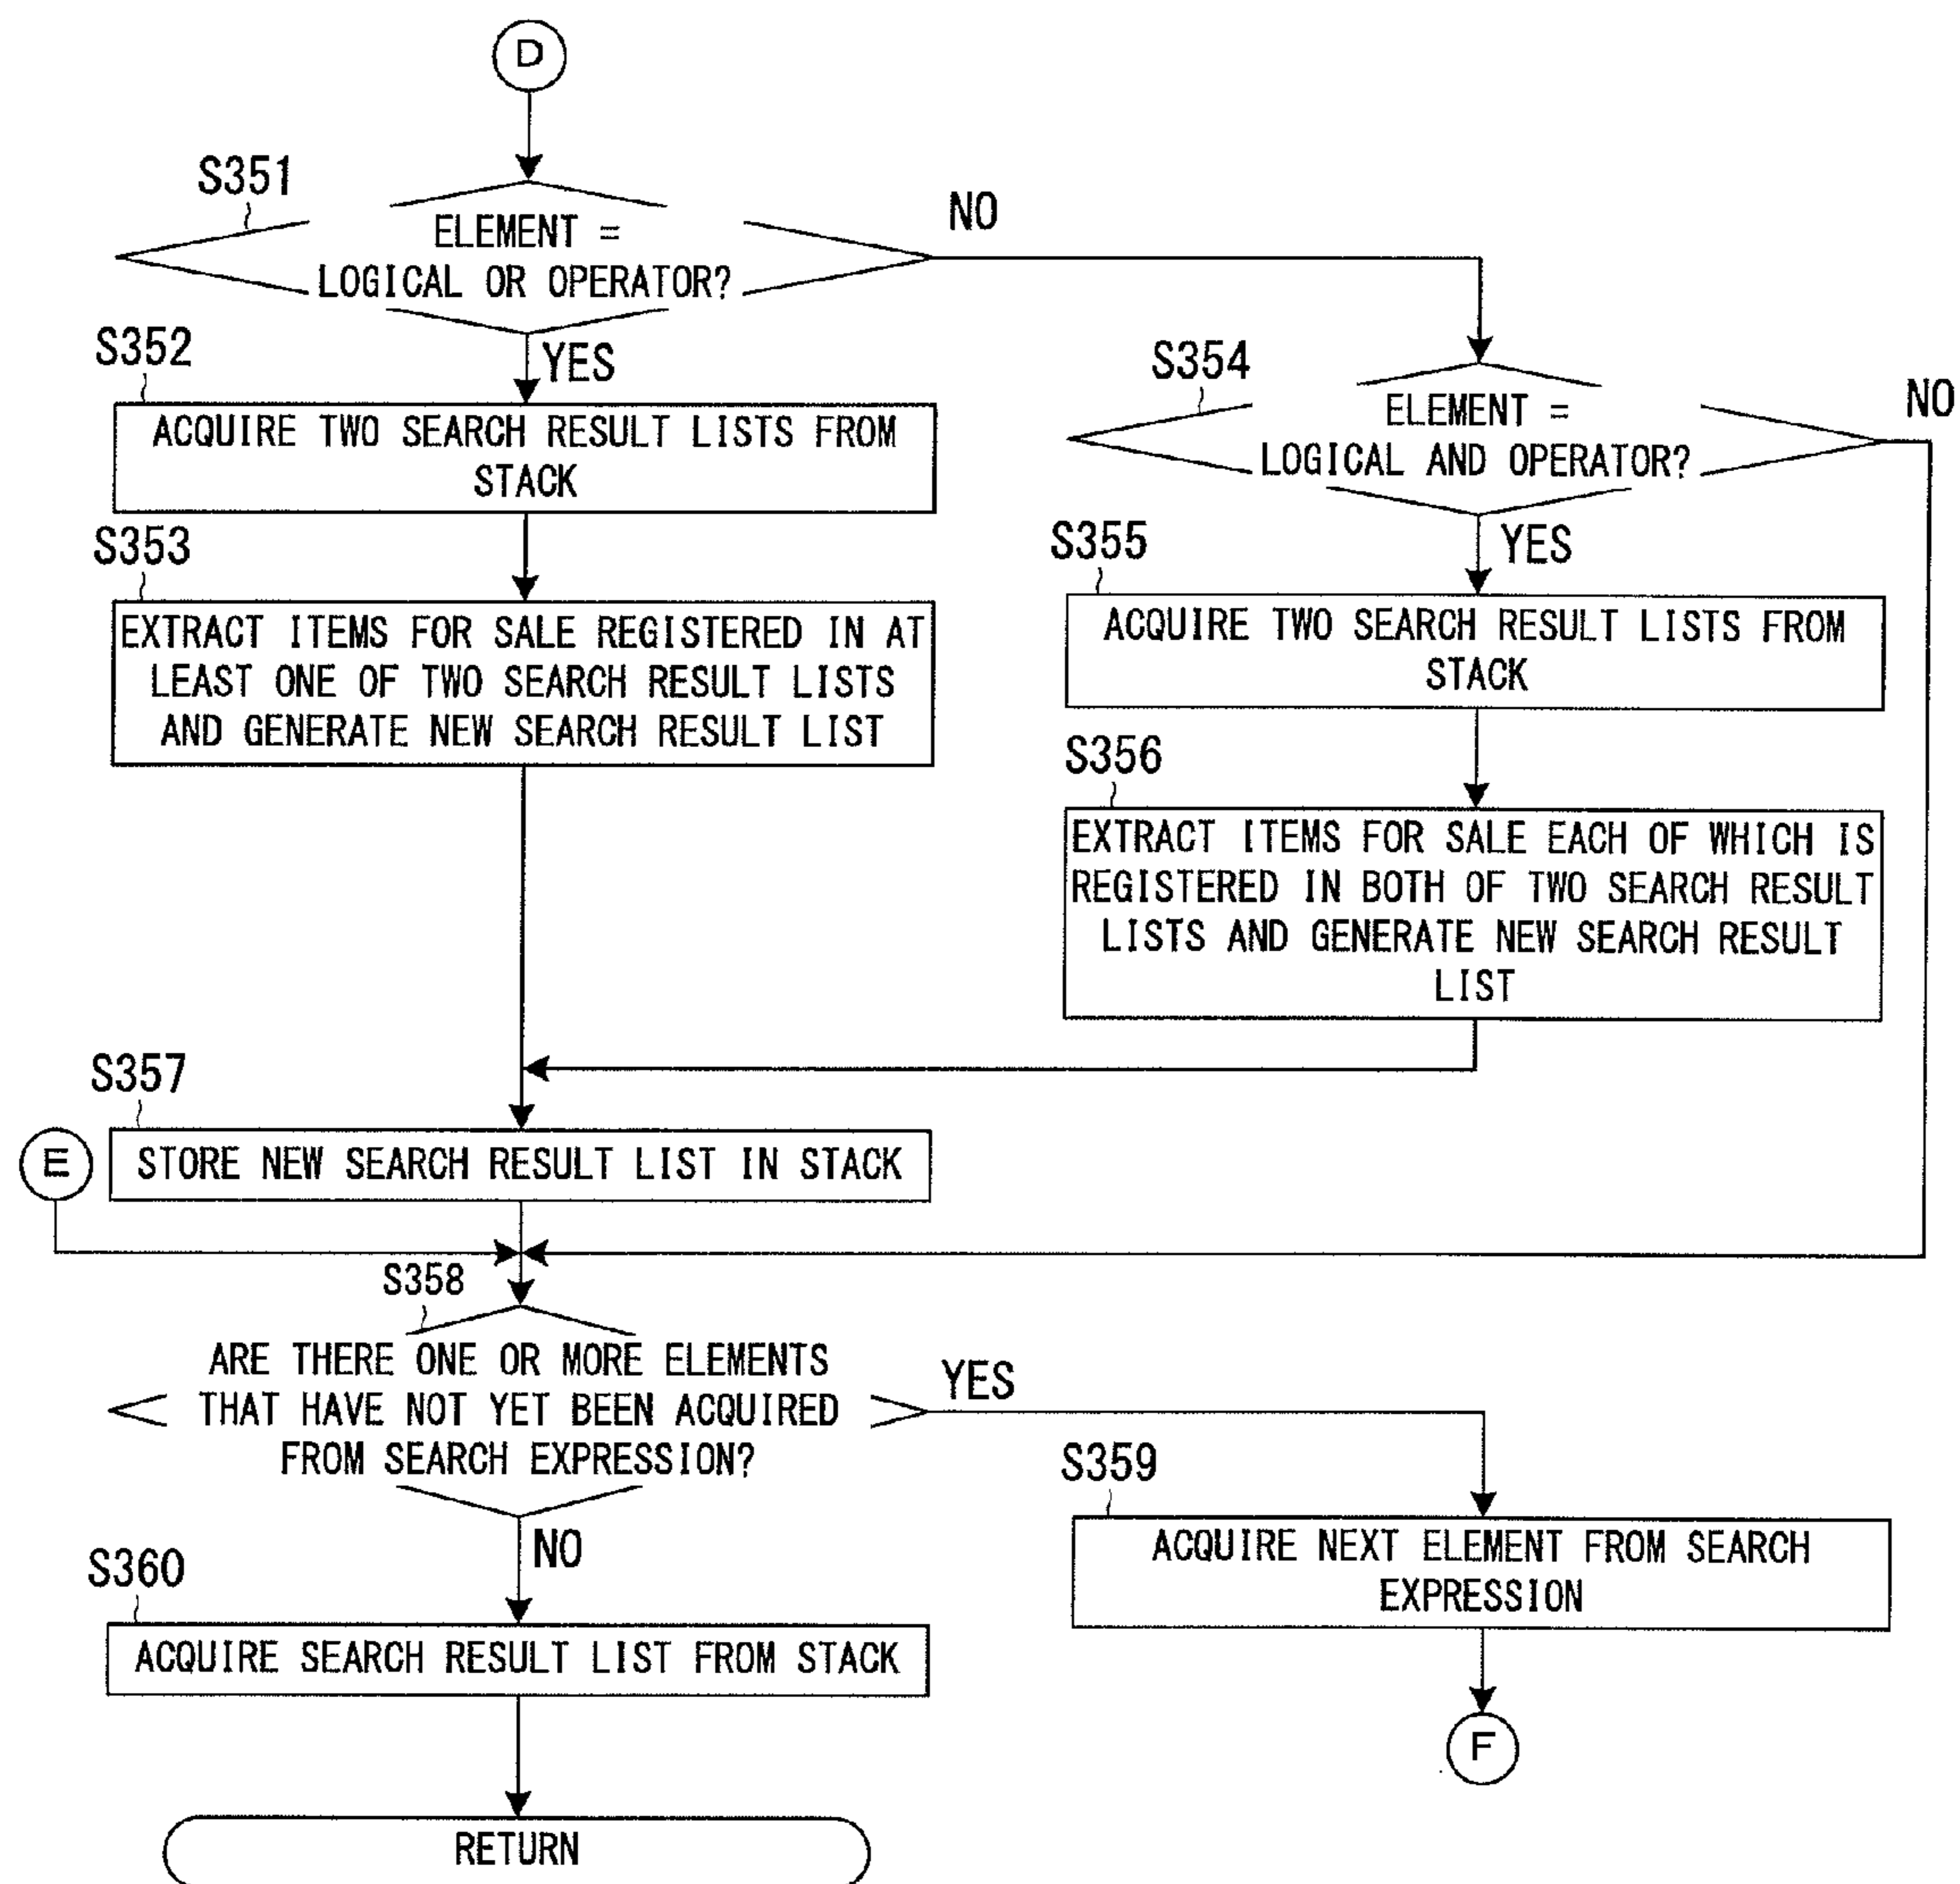 D
S351
ELEMENT =
LOGICAL OR OPERATOR?
NO
YES
S352
ACQUIRE TWO SEARCH RESULT LISTS FROM
STACK
S353
EXTRACT ITEMS FOR SALE REGISTERED IN AT
LEAST ONE OF TWO SEARCH RESULT LISTS
AND GENERATE NEW SEARCH RESULT LIST
S354
ELEMENT =
LOGICAL AND OPERATOR?
NO
YES
S355
ACQUIRE TWO SEARCH RESULT LISTS FROM
STACK
S356
EXTRACT ITEMS FOR SALE EACH OF WHICH IS
REGISTERED IN BOTH OF TWO SEARCH RESULT
LISTS AND GENERATE NEW SEARCH RESULT
LIST
S357
E
STORE NEW SEARCH RESULT LIST IN STACK
S358
ARE THERE ONE OR MORE ELEMENTS
THAT HAVE NOT YET BEEN ACQUIRED
FROM SEARCH EXPRESSION?
YES
NO
S359
ACQUIRE NEXT ELEMENT FROM SEARCH
EXPRESSION
F
S360
ACQUIRE SEARCH RESULT LIST FROM STACK
RETURN